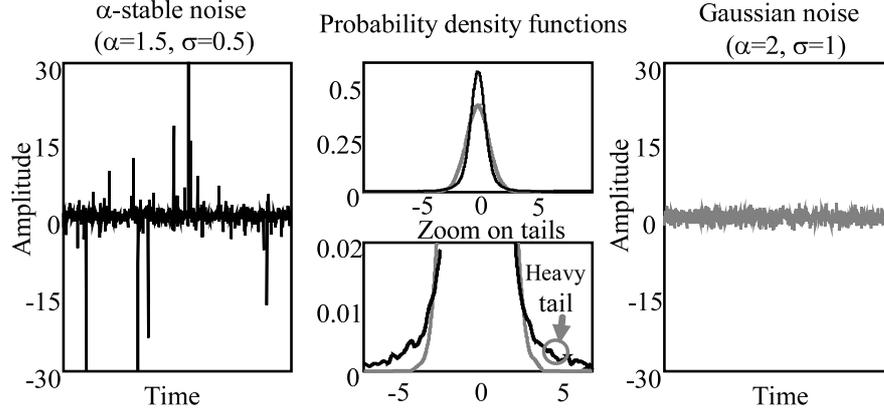 α-stable noise
(α=1.5, σ=0.5)
30
15
0
-15
-30
Amplitude
Time
Probability density functions
0.5
0.25
0
-5 0 5
Zoom on tails
0.02
0.01
0
Heavy
tail
-5 0 5
Gaussian noise
(α=2, σ=1)
30
15
0
-15
-30
Amplitude
Time